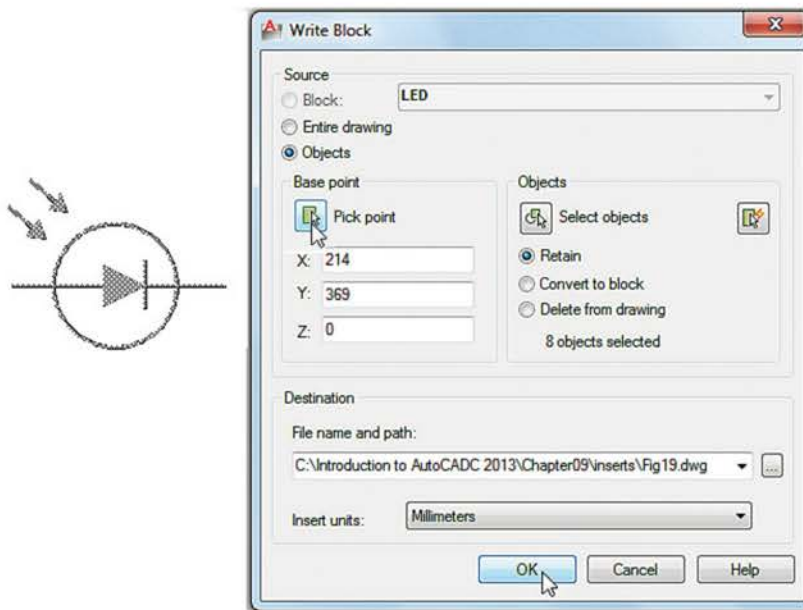 Write Block
Source
Block:
LED
Entire drawing
Objects
Base point
Pick point
X: 214
Y: 369
Z: 0
Objects
Select objects
Retain
Convert to block
Delete from drawing
8 objects selected
Destination
File name and path:
C:\Introduction to AutoCADC 2013\Chapter09\inserts\Fig19.dwg
...
Insert units: Millimeters
OK Cancel Help